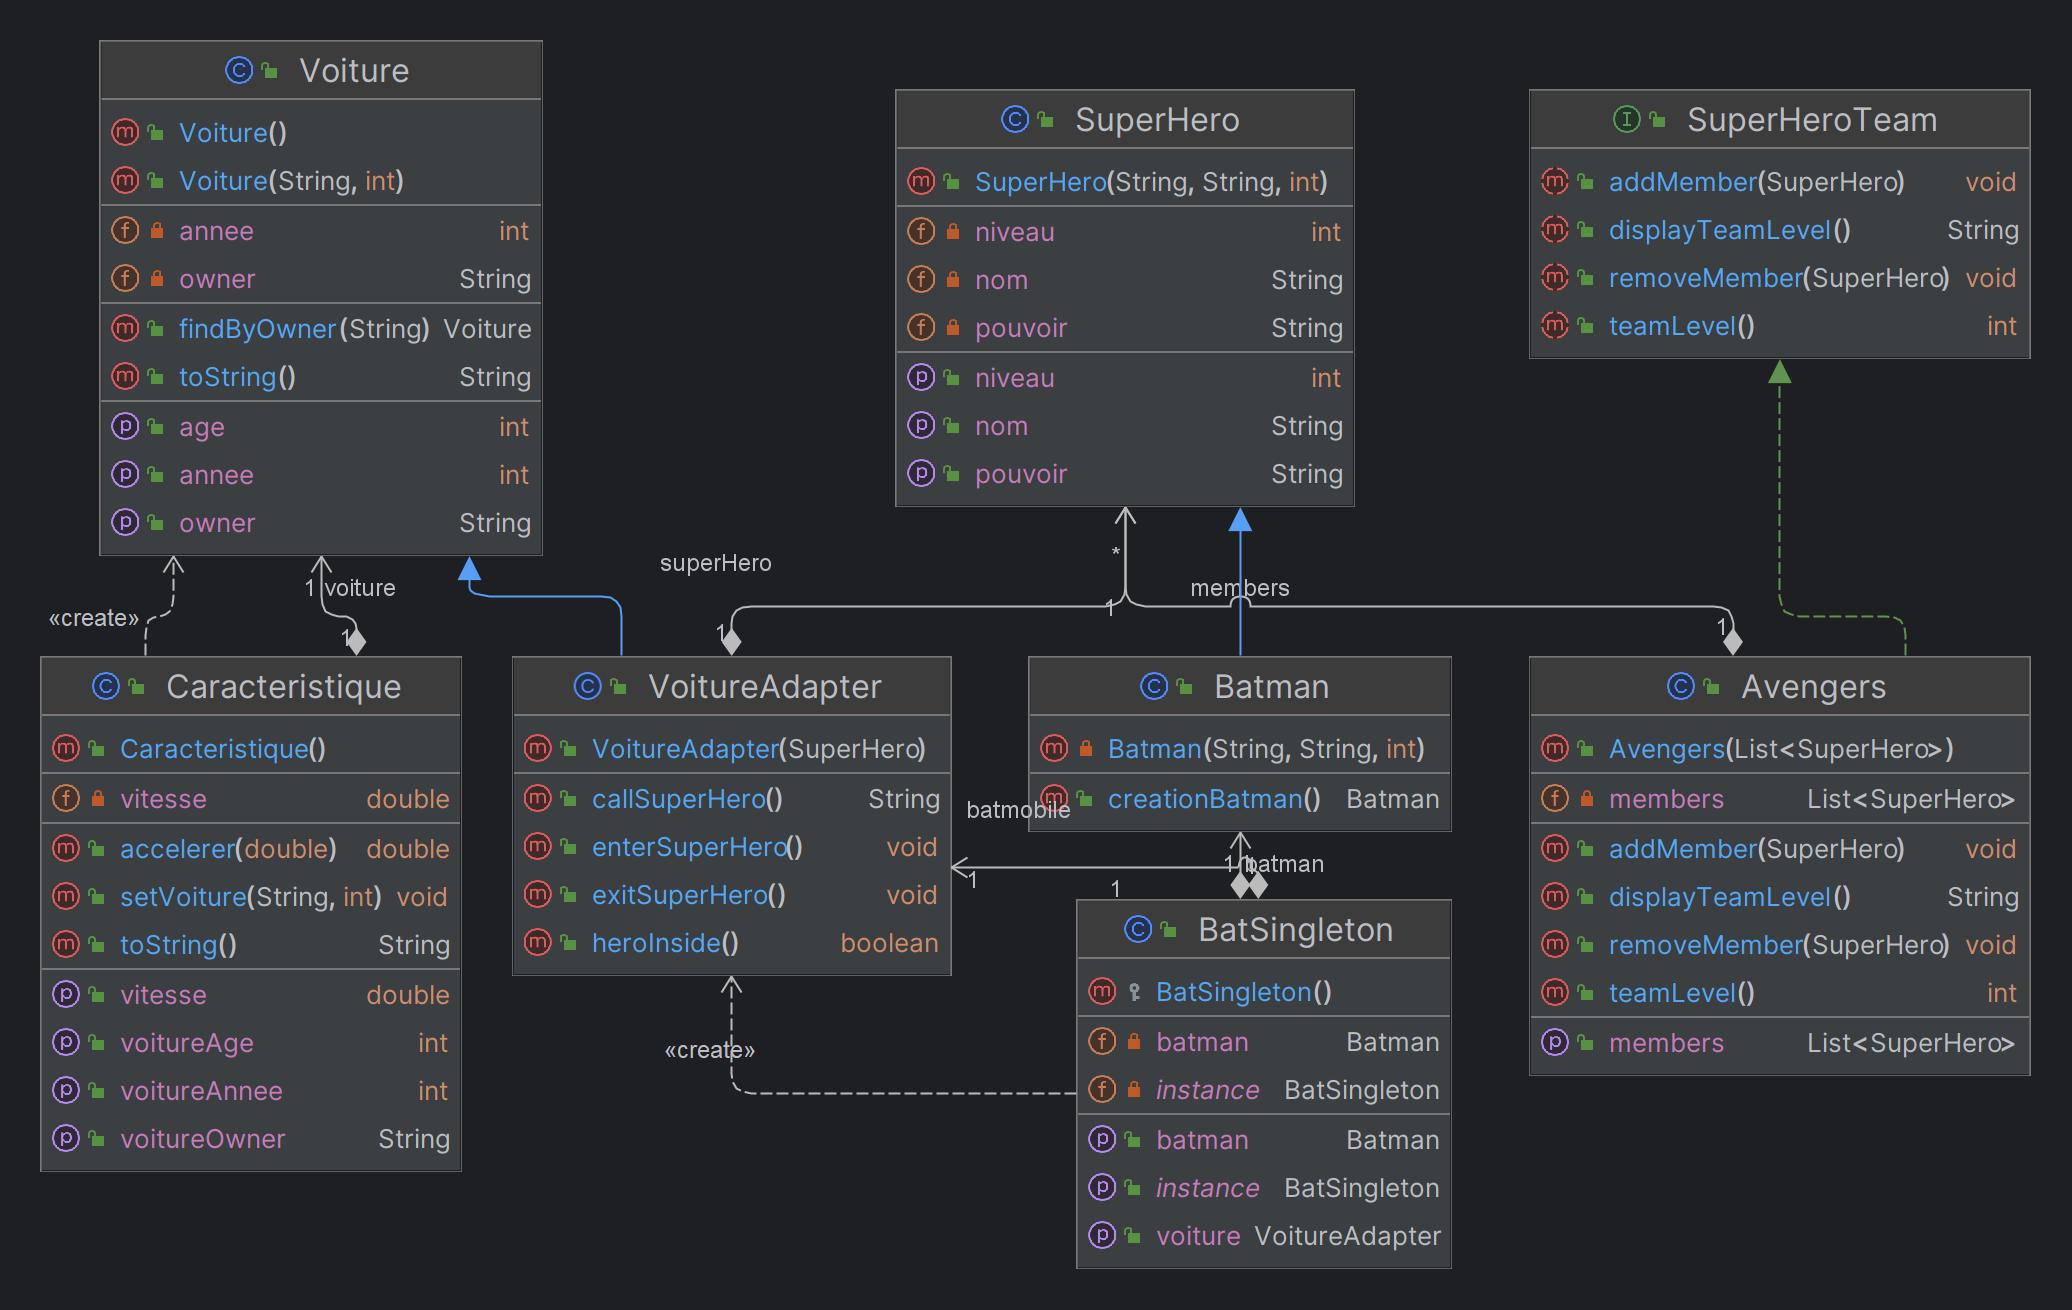 Voiture
Voiture()
Voiture(String, int)
annee int
owner String
findByOwner(String) Voiture
toString() String
age int
annee int
owner String
SuperHero
SuperHero(String, String, int)
niveau int
nom String
pouvoir String
niveau int
nom String
pouvoir String
SuperHeroTeam
addMember(SuperHero) void
displayTeamLevel() String
removeMember(SuperHero) void
teamLevel() int
«create»
1 voiture
1
superHero
1
*
1
members
1
Caracteristique
Caracteristique()
vitesse double
accelerer(double) double
setVoiture(String, int) void
toString() String
vitesse double
voitureAge int
voitureAnnee int
voitureOwner String
VoitureAdapter
VoitureAdapter(SuperHero)
callSuperHero() String
enterSuperHero() void
exitSuperHero() void
heroInside() boolean
Batman
Batman(String, String, int)
creationBatman() Batman
batmobile
1
1
1
batman
«create»
BatSingleton
BatSingleton()
batman Batman
instance BatSingleton
batman Batman
instance BatSingleton
voiture VoitureAdapter
Avengers
Avengers(List<SuperHero>)
members List<SuperHero>
addMember(SuperHero) void
displayTeamLevel() String
removeMember(SuperHero) void
teamLevel() int
members List<SuperHero>